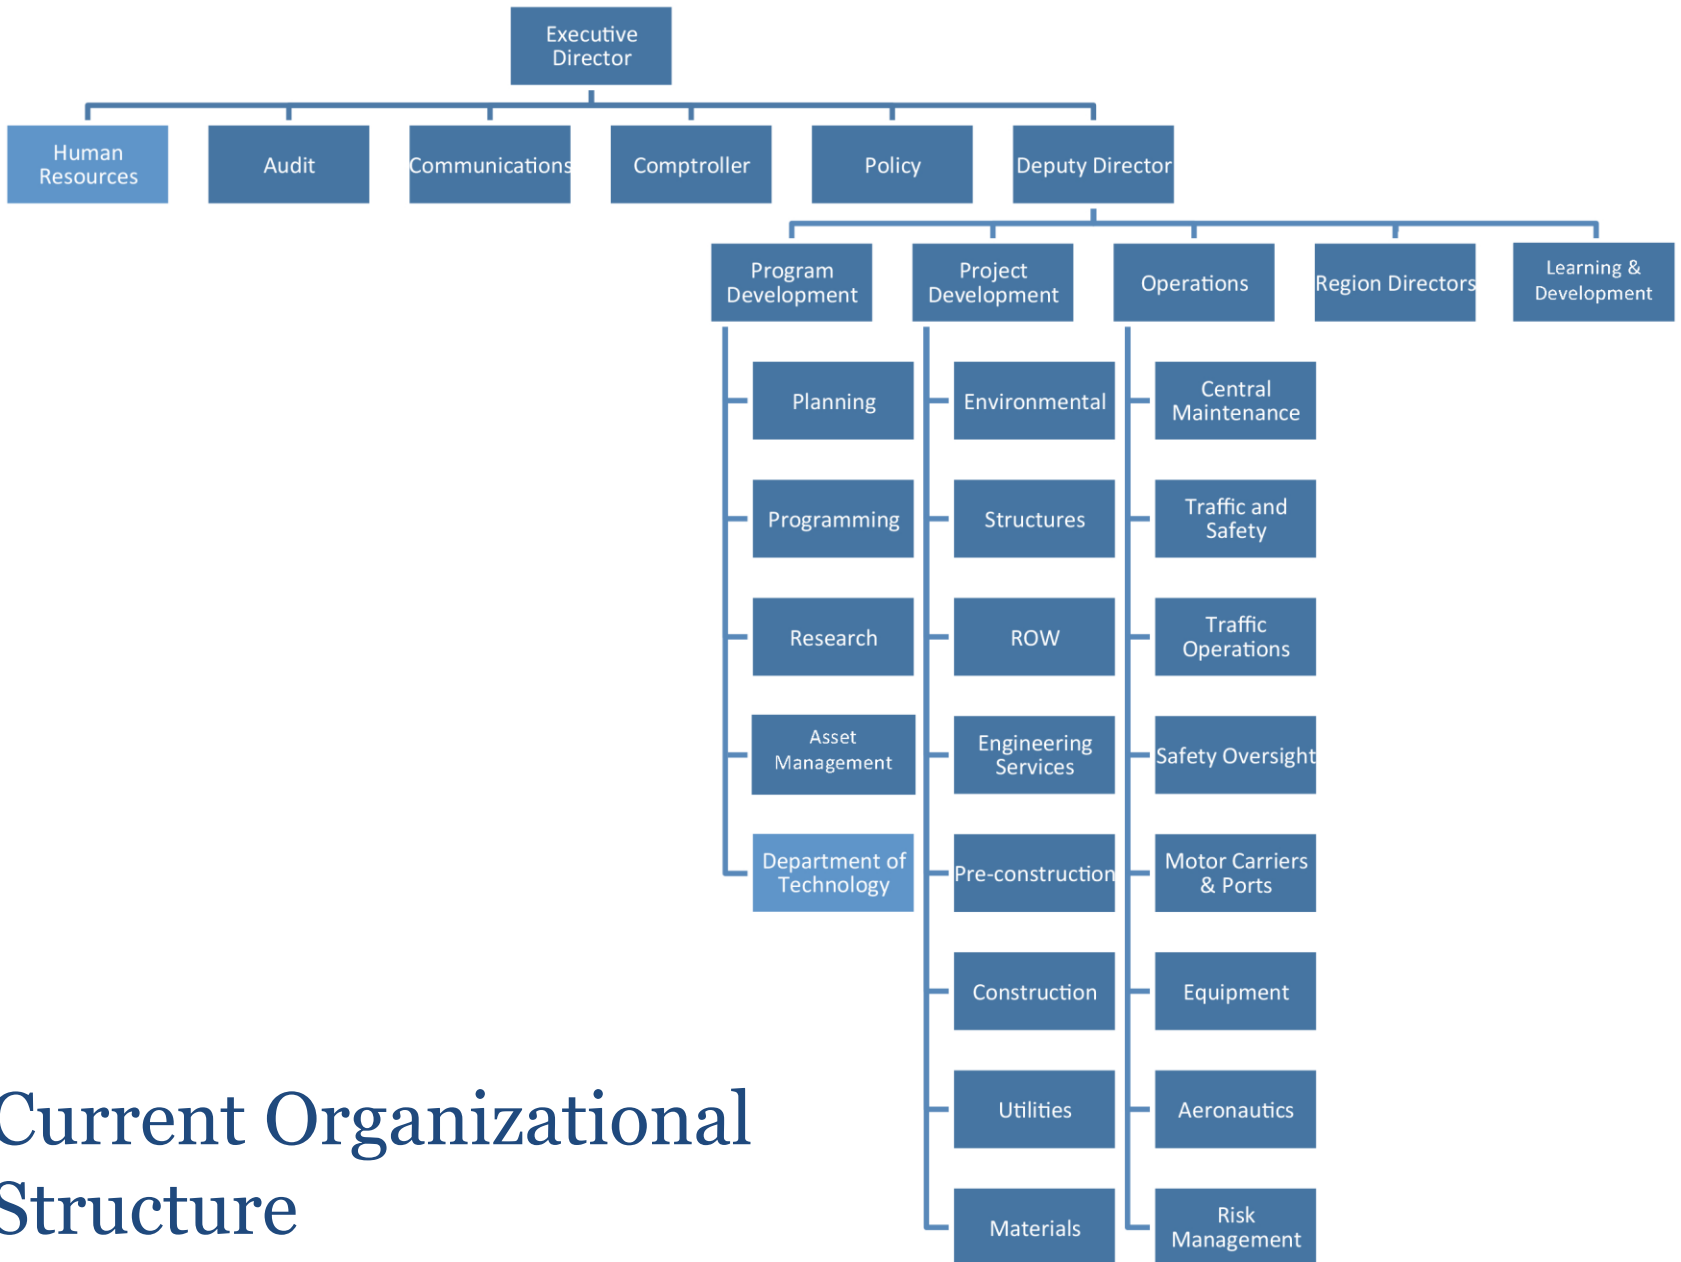 Executive
Director
Human
Resources
Audit
Communications
Comptroller
Policy
Deputy Director
Program
Development
Project
Development
Operations
Region Directors
Learning &
Development
Planning
Environmental
Central
Maintenance
Programming
Structures
Traffic and
Safety
Research
ROW
Traffic
Operations
Asset
Management
Engineering
Services
Safety Oversight
Department of
Technology
Pre-construction
Motor Carriers
& Ports
Construction
Equipment
Utilities
Aeronautics
Materials
Risk
Management
Current Organizational
Structure